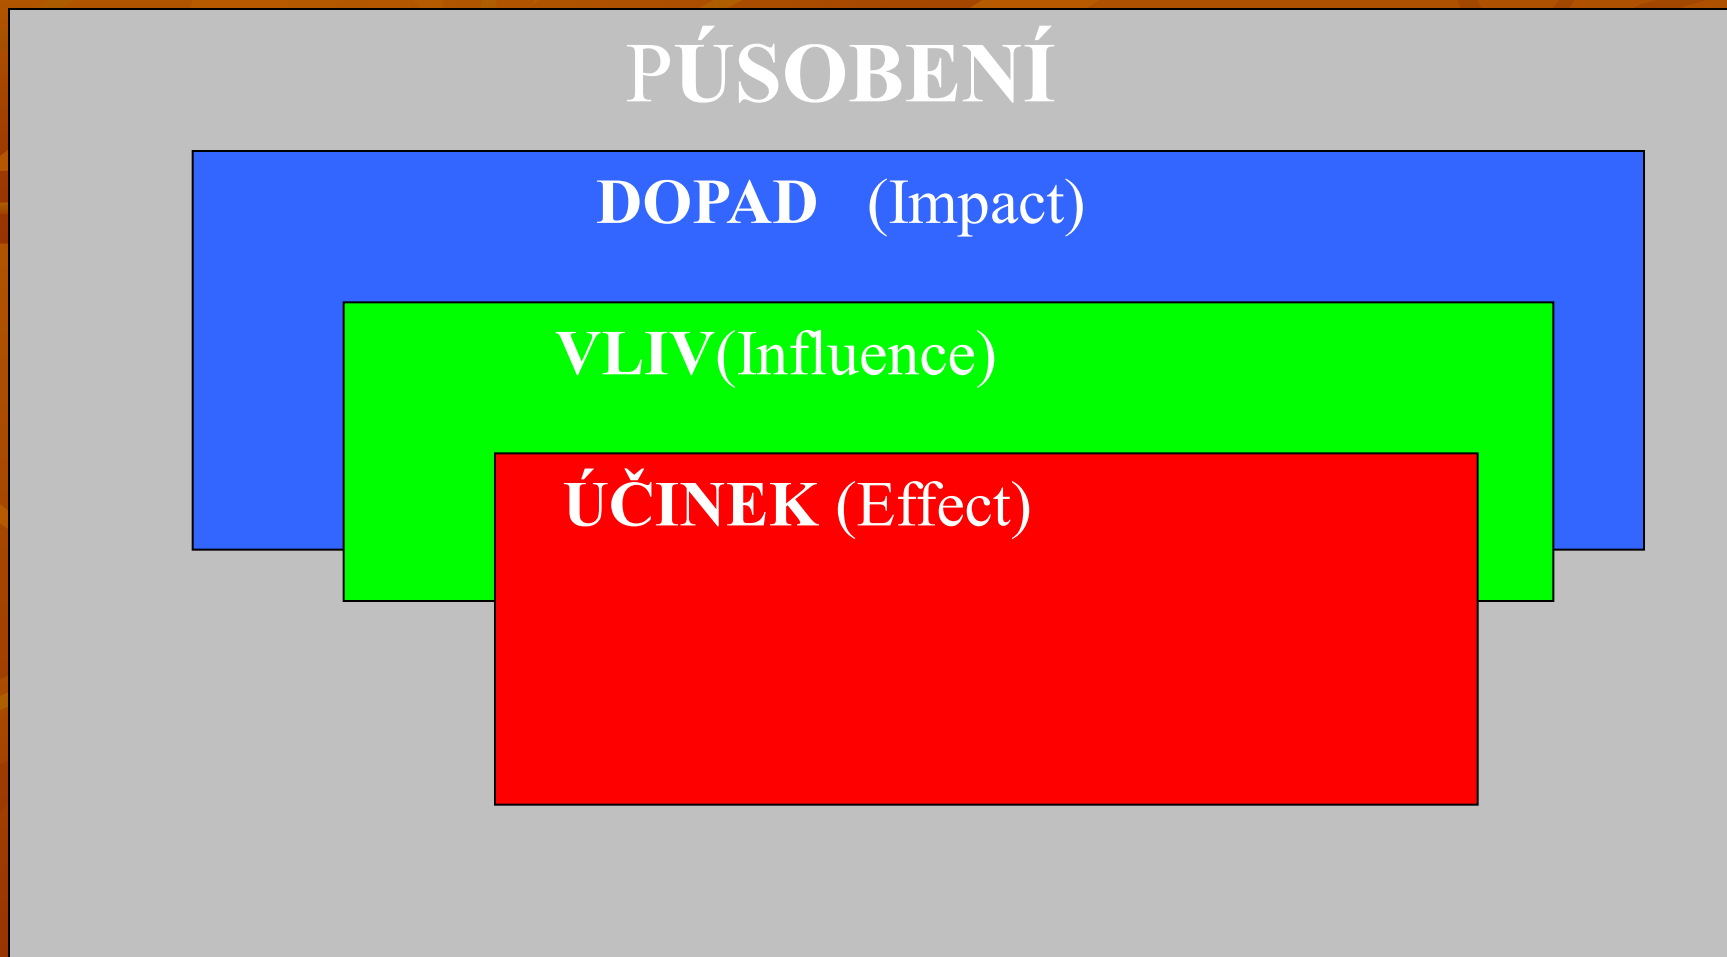 PÚSOBENÍ
DOPAD (Impact)
VLIV(Influence)
ÚČINEK (Effect)